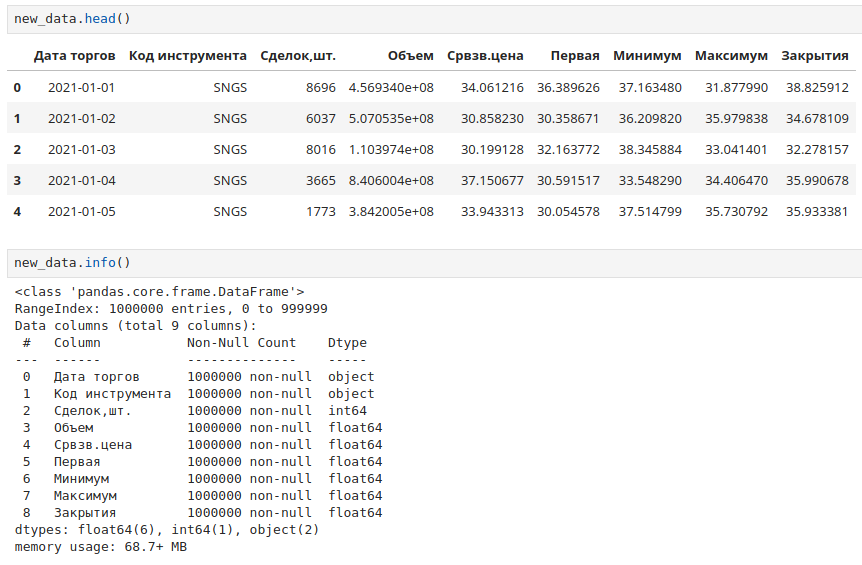 new_data.head()
Дата торгов Код инструмента Сделок,шт. Объем Срвзв.цена Первая Минимум Максимум Закрытия
0 2021-01-01 SNGS 8696 4.569340e+08 34.061216 36.389626 37.163480 31.877990 38.825912
1 2021-01-02 SNGS 6037 5.070535e+08 30.858230 30.358671 36.209820 35.979838 34.678109
2 2021-01-03 SNGS 8016 1.103974e+08 30.199128 32.163772 38.345884 33.041401 32.278157
3 2021-01-04 SNGS 3665 8.406004e+08 37.150677 30.591517 33.548290 34.406470 35.990678
4 2021-01-05 SNGS 1773 3.842005e+08 33.943313 30.054578 37.514799 35.730792 35.933381
new_data.info()
<class 'pandas.core.frame.DataFrame'>
RangeIndex: 1000000 entries, 0 to 999999
Data columns (total 9 columns):
# Column Non-Null Count Dtype
--- ------ -------------- -----
0 Дата торгов 1000000 non-null object
1 Код инструмента 1000000 non-null object
2 Сделок,шт. 1000000 non-null int64
3 Объем 1000000 non-null float64
4 Срвзв.цена 1000000 non-null float64
5 Первая 1000000 non-null float64
6 Минимум 1000000 non-null float64
7 Максимум 1000000 non-null float64
8 Закрытия 1000000 non-null float64
dtypes: float64(6), int64(1), object(2)
memory usage: 68.7+ MB